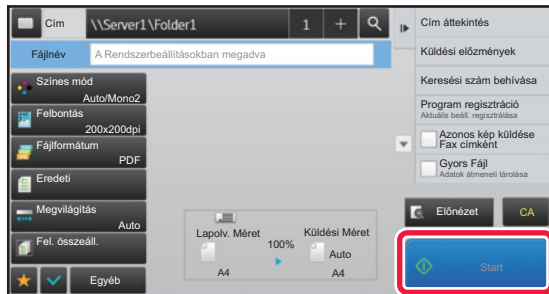 Cím
\\Server1\Folder1
1
+
Fájlnév
A Rendszerbeállításokban megadva
Színes mód
Auto/Mono2
Felbontás
200x200dpi
Fájlformátum
PDF
Eredeti
Megvilágítás
Auto
Fel. összeáll.
Egyéb
Lapolv. Méret
100%
Küldési Méret
Auto
A4
A4
Cím áttekintés
Küldési előzmények
Keresési szám behívása
Program regisztráció
Aktuális beáll. regisztrálása
Azonos kép küldése
Fax címként
Gyors Fájl
Adatok átmeneti tárolása
Előnézet
CA
Start